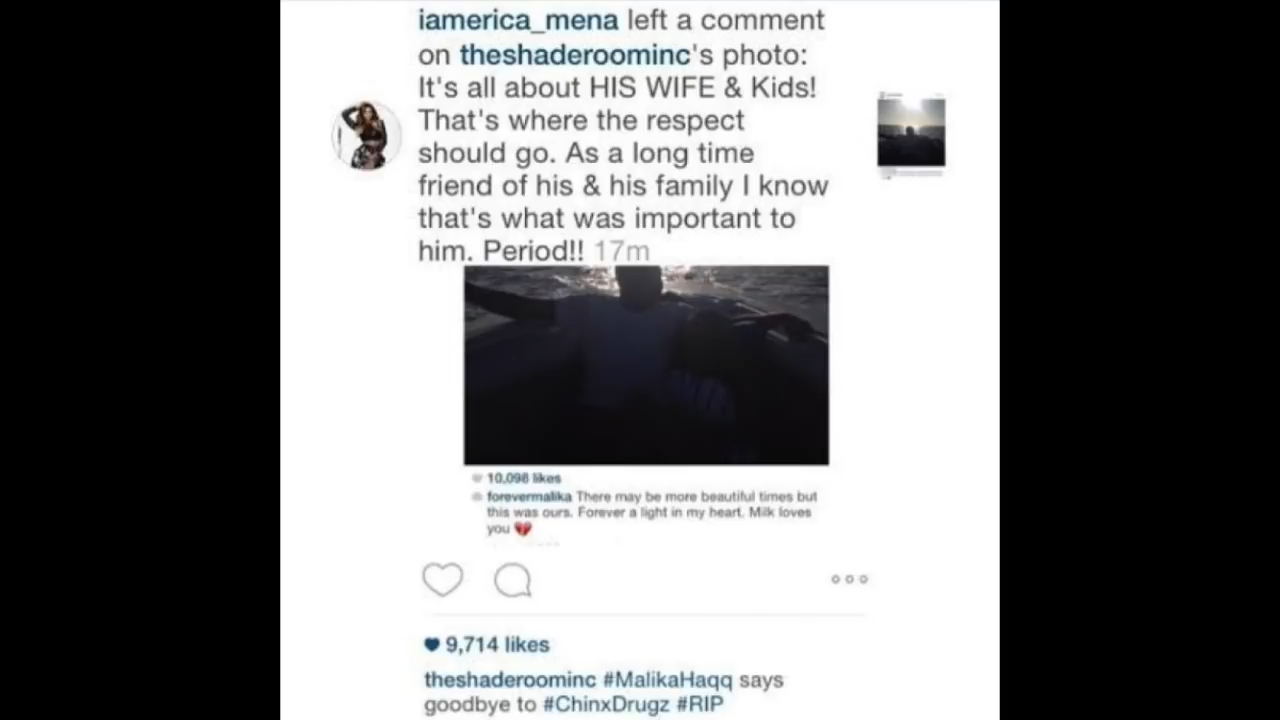 iamerica_mena left a comment
on theshaderoominc's photo:
It's all about HIS WIFE & Kids!
That's where the respect
should go. As a long time
friend of his & his family I know
that's what was important to
him. Period!! 17m
10,098 likes
forevermalika There may be more beautiful times but
this was ours. Forever a light in my heart. Milk loves
you 💔
9,714 likes
theshaderoominc #MalikaHaqq says
goodbye to #ChinxDrugz #RIP